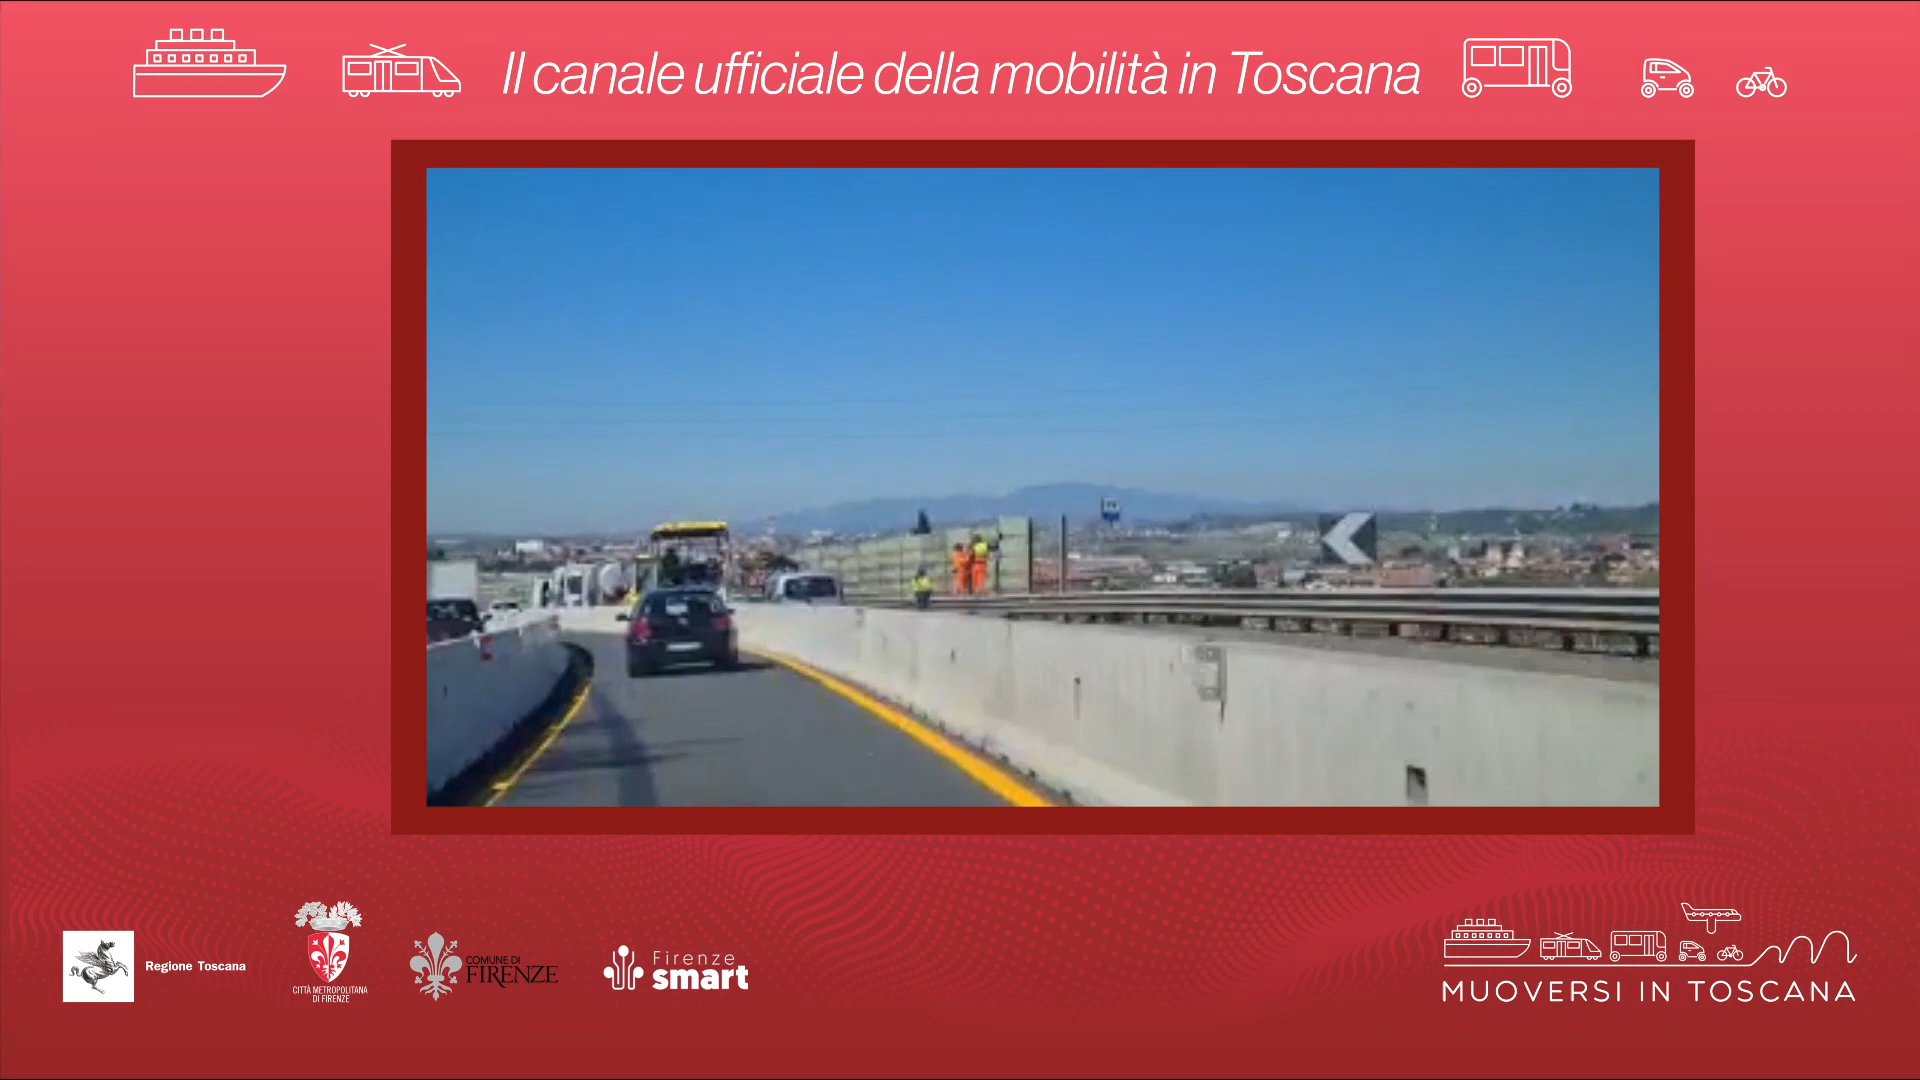 Il canale ufficiale della mobilità in Toscana
Regione Toscana
CITTÀ METROPOLITANA
DI FIRENZE
COMUNE DI
FIRENZE
Firenze
smart
MUOVERSI IN TOSCANA